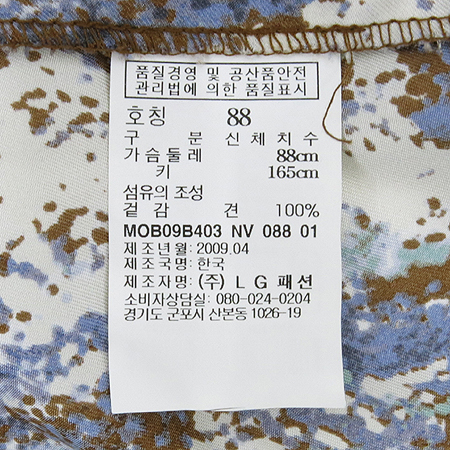 품질경영 및 공산품안전
관리법에 의한 품질표시
호칭 88
구 분 신체치수
가슴둘레 88cm
키 165cm
섬유의 조성
겉감 견 100%
MOB09B403 NV 088 01
제조년월: 2009.04
제조국명: 한국
제조자명: (주) LG패션
소비자상담실: 080-024-0204
경기도 군포시 산본동 1026-19